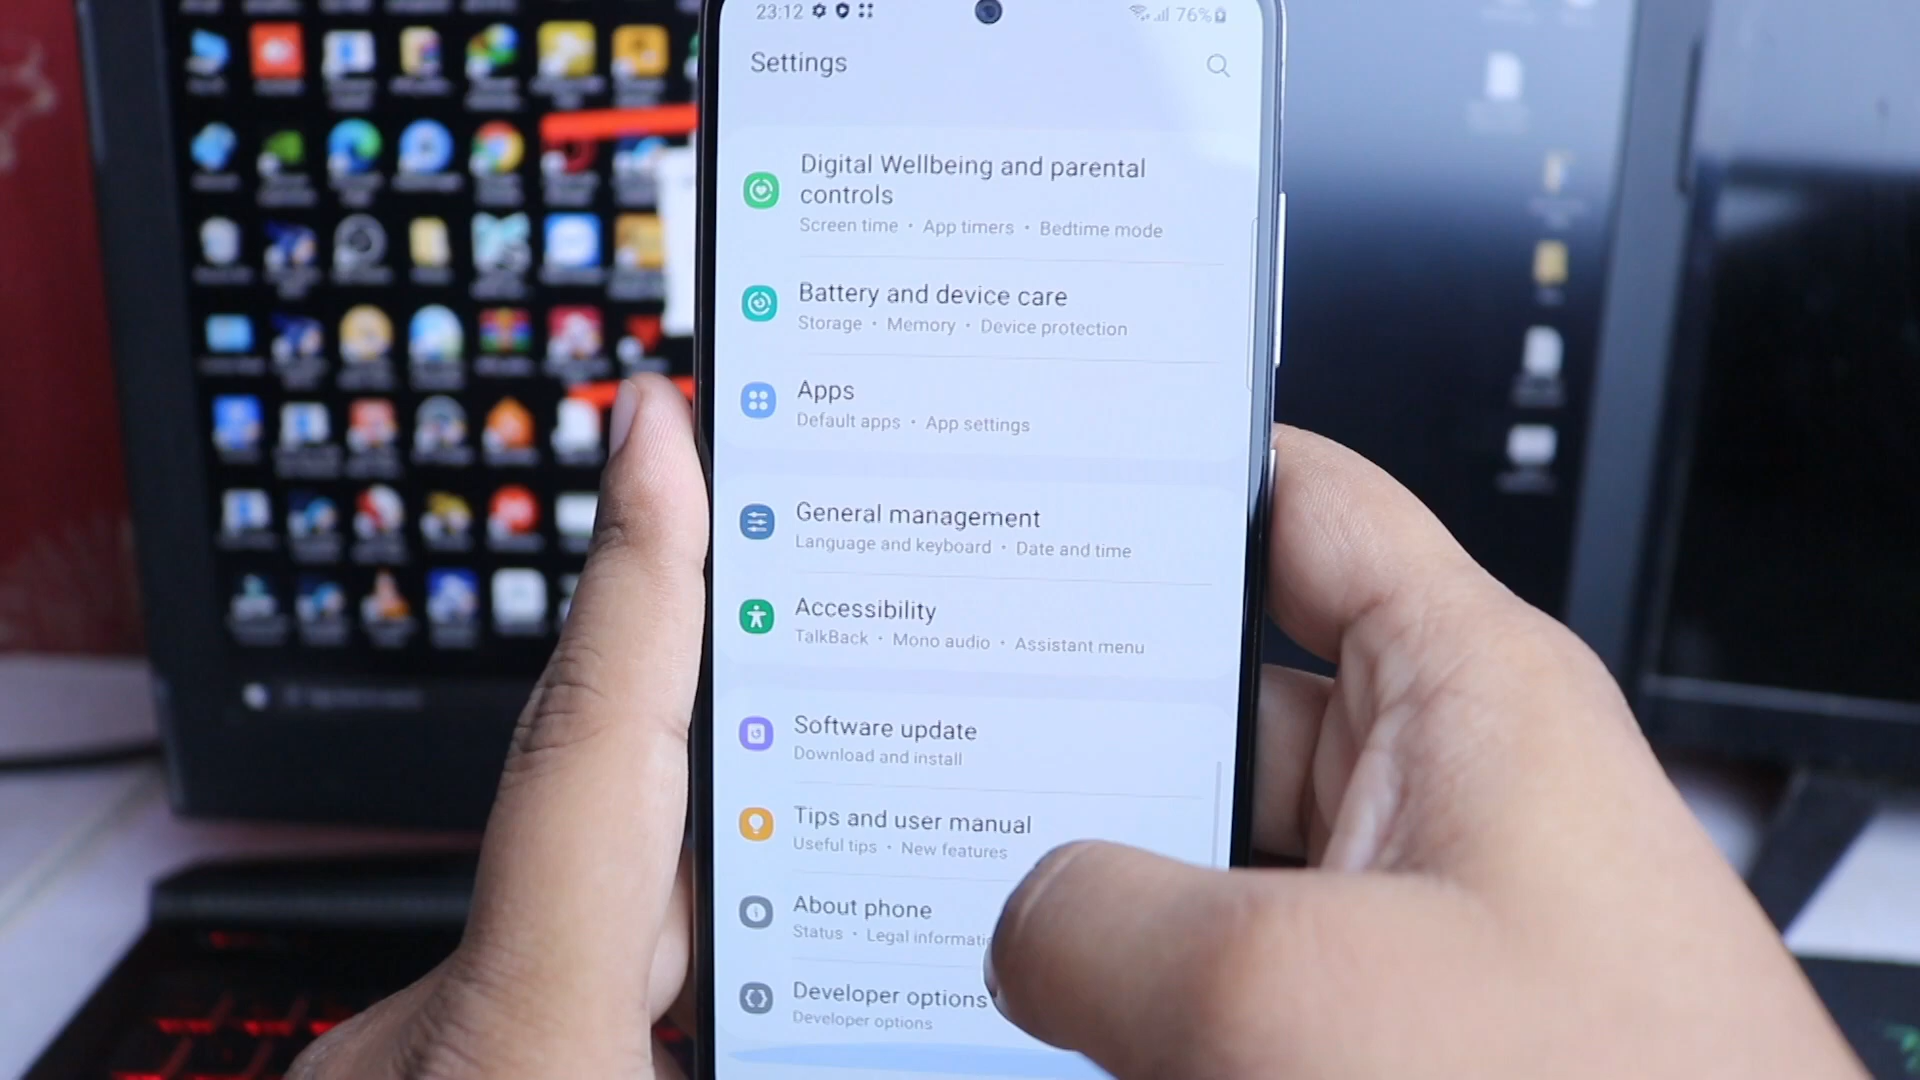 23:12 76%
Settings
Digital Wellbeing and parental
controls
Screen time • App timers • Bedtime mode
Battery and device care
Storage • Memory • Device protection
Apps
Default apps • App settings
General management
Language and keyboard • Date and time
Accessibility
TalkBack • Mono audio • Assistant menu
Software update
Download and install
Tips and user manual
Useful tips • New features
About phone
Status • Legal informatio
Developer options
Developer options